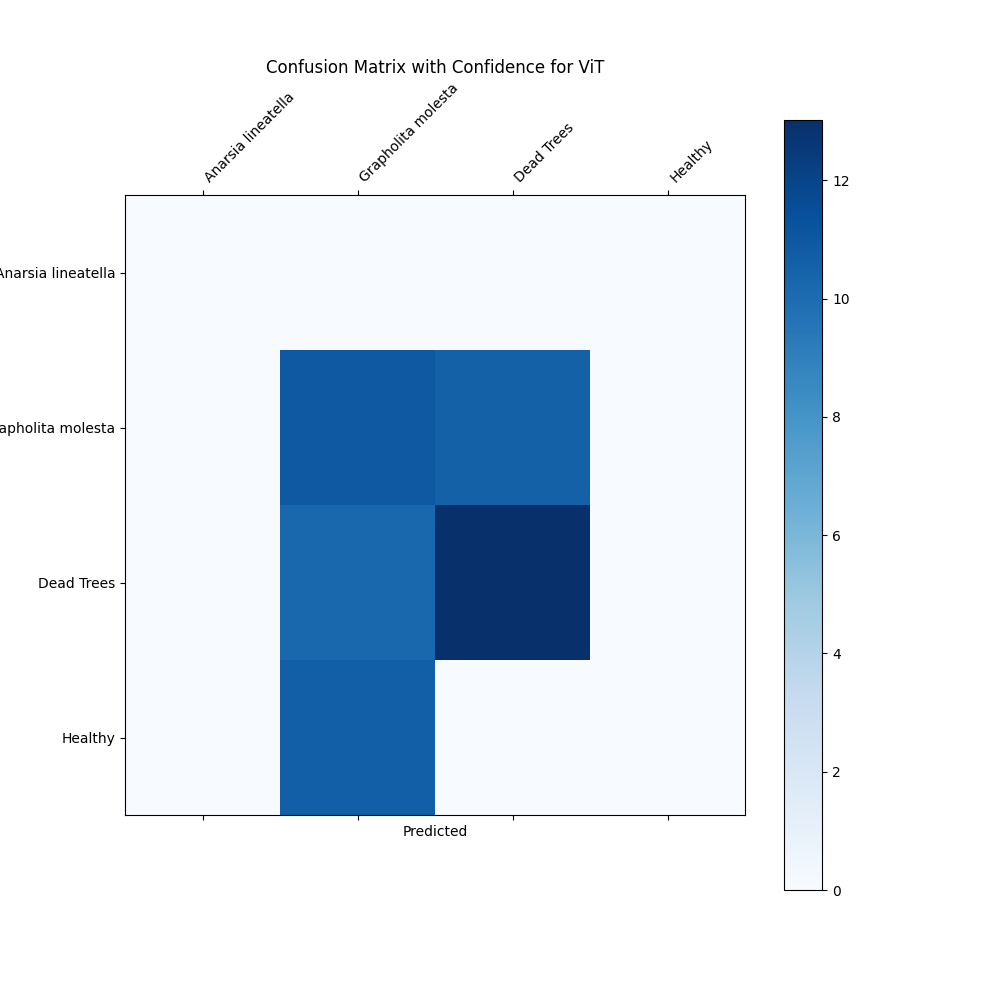 Confusion Matrix with Confidence for ViT
Anarsia lineatella
Grapholita molesta
Dead Trees
Healthy
Anarsia lineatella
apholita molesta
Dead Trees
Healthy
Predicted
12
10
8
6
4
2
0